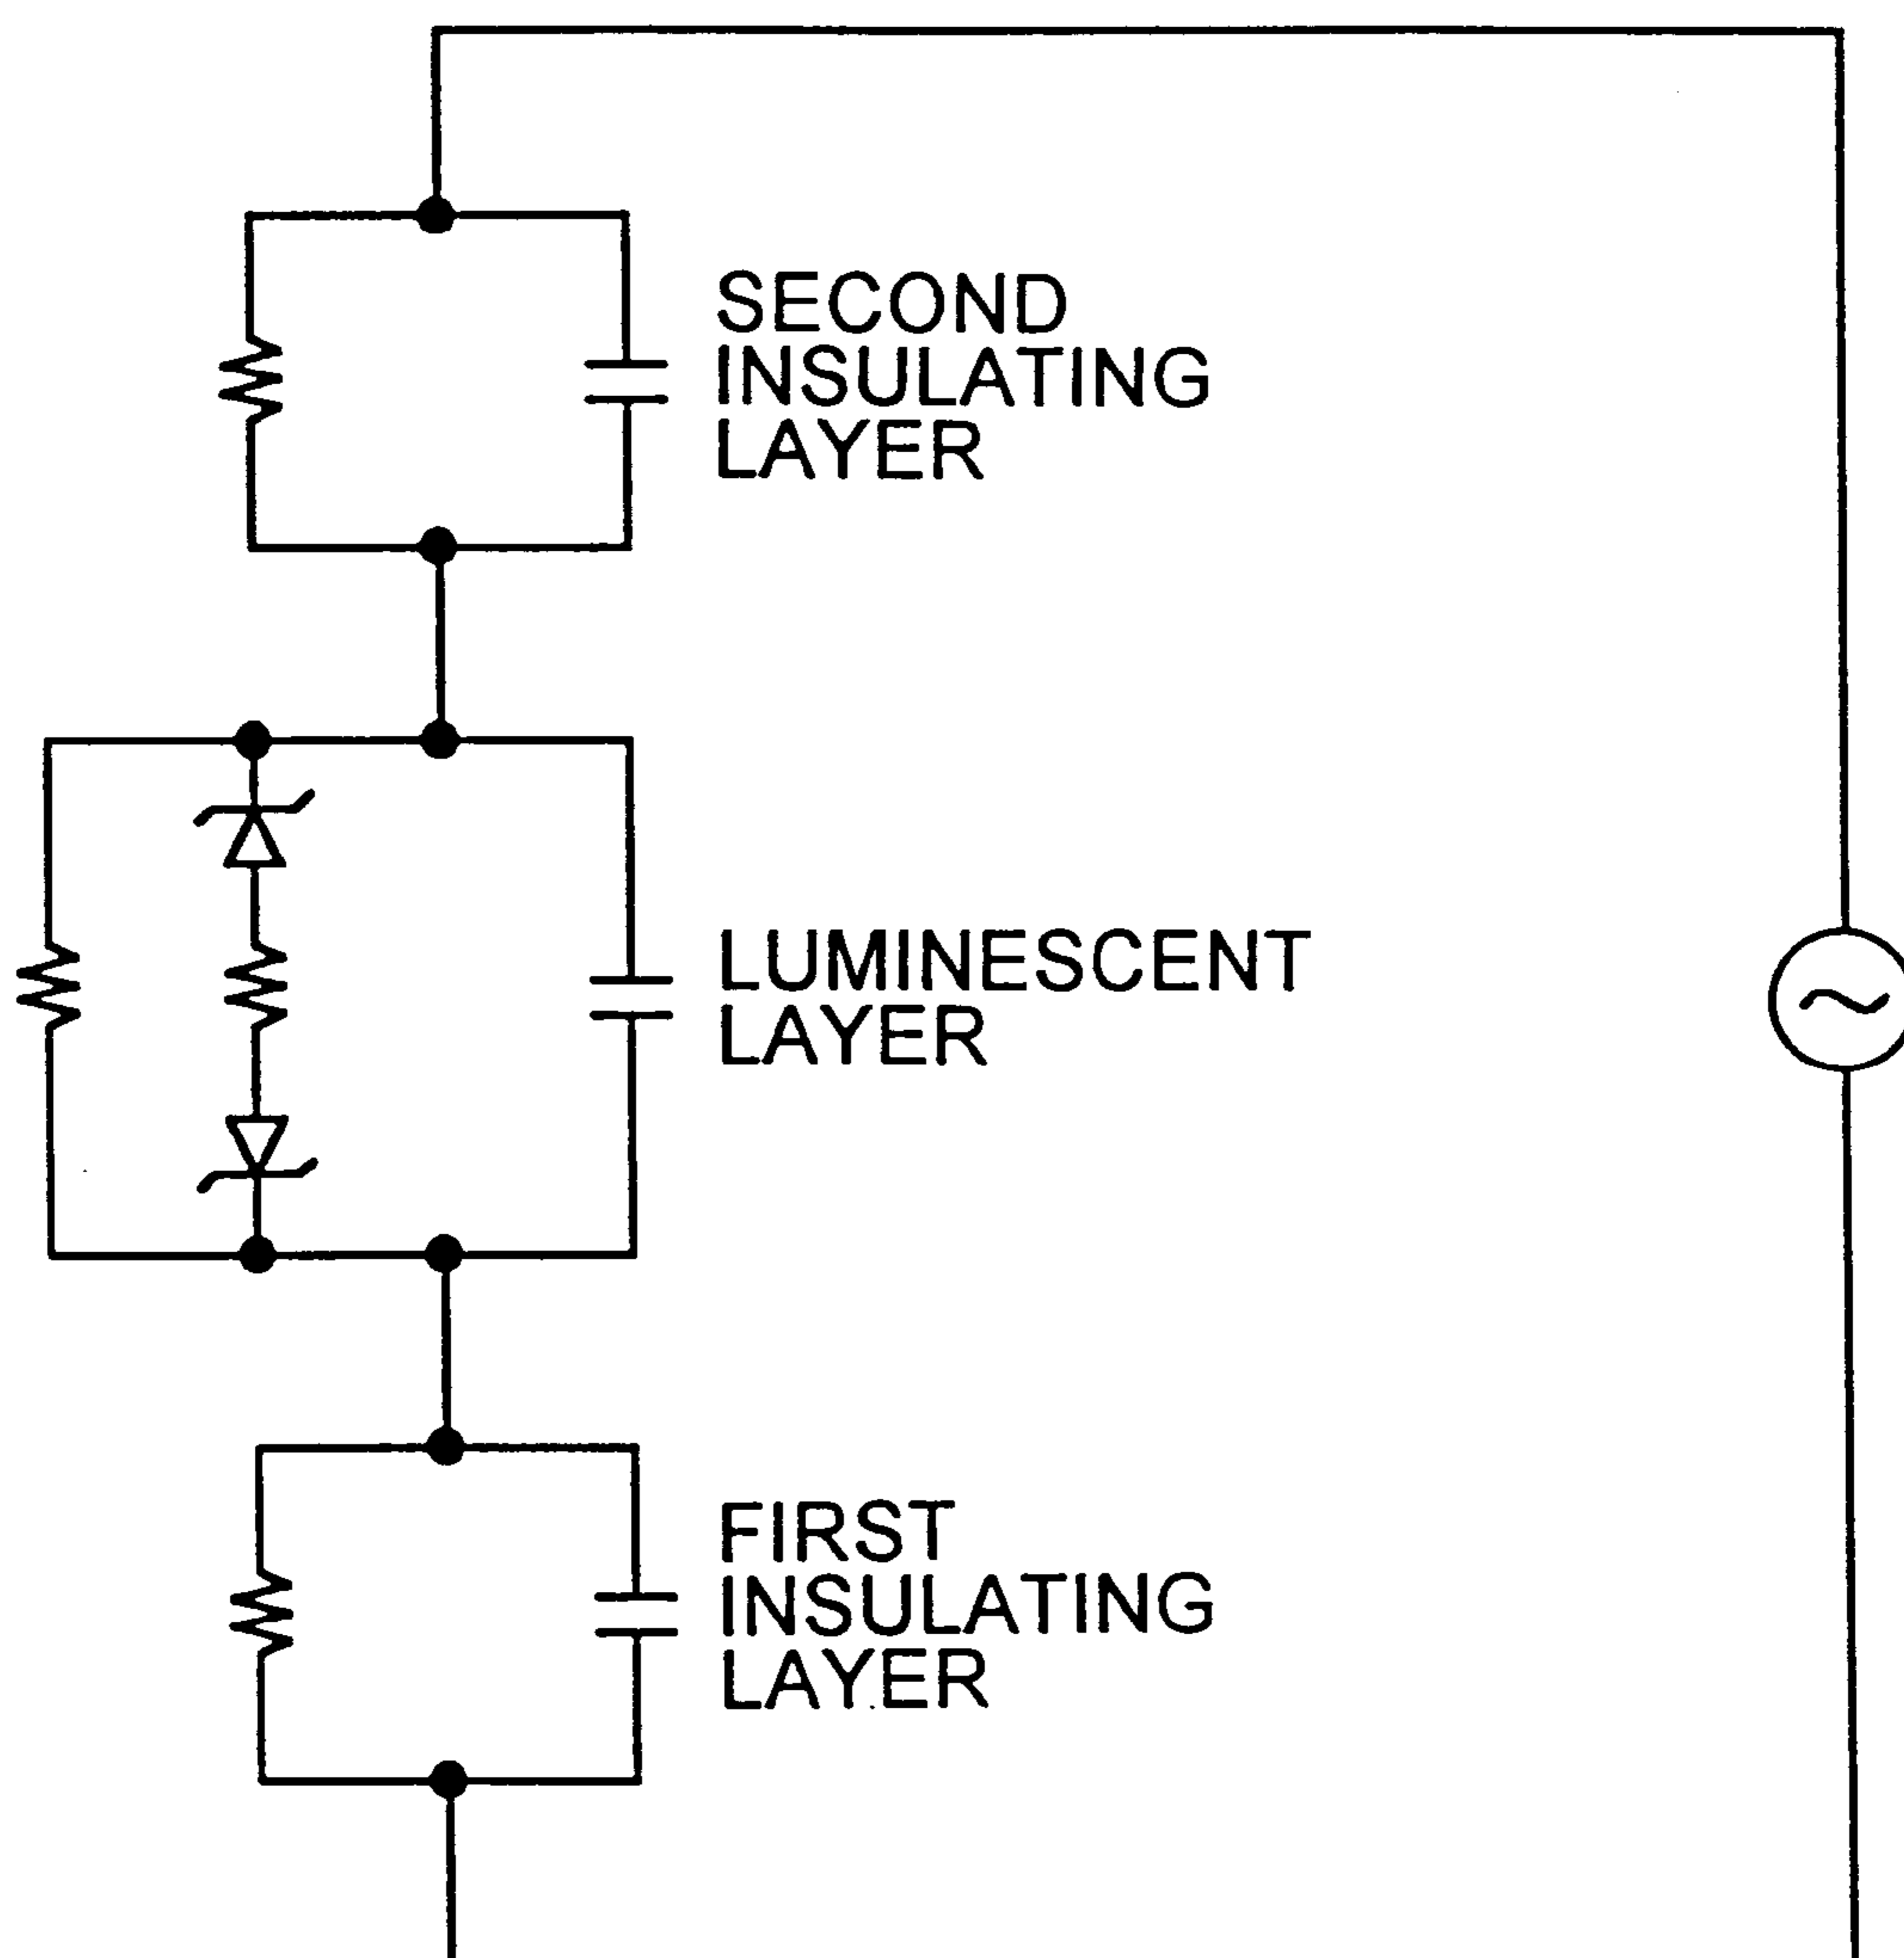 SECOND
INSULATING
LAYER
LUMINESCENT
LAYER
FIRST
INSULATING
LAYER